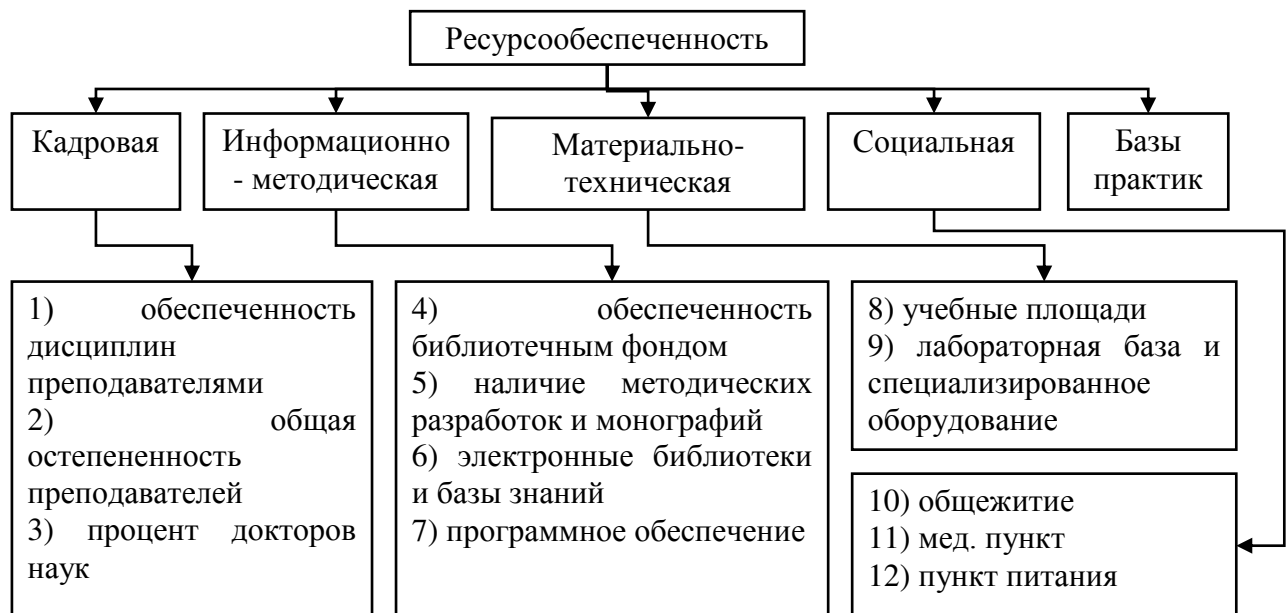 Ресурсообеспеченность
Кадровая
Информационно
- методическая
Материально-
техническая
Социальная
Базы
практик
1) обеспеченность
дисциплин
преподавателями
2) общая
остепененность
преподавателей
3) процент докторов
наук
4) обеспеченность
библиотечным фондом
5) наличие методических
разработок и монографий
6) электронные библиотеки
и базы знаний
7) программное обеспечение
8) учебные площади
9) лабораторная база и
специализированное
оборудование
10) общежитие
11) мед. пункт
12) пункт питания